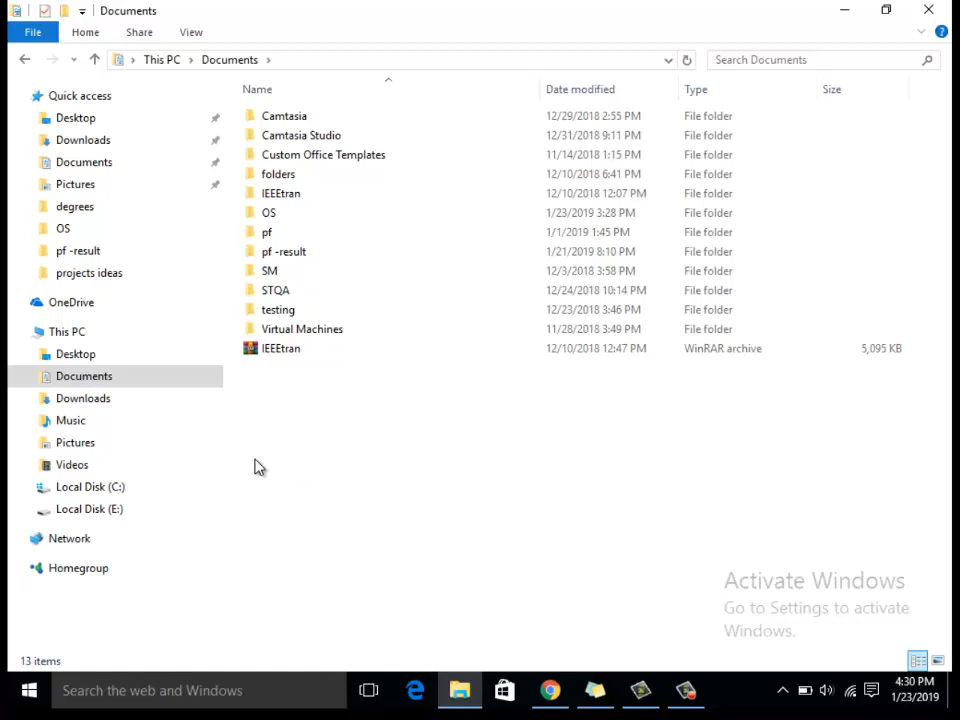 Documents
File Home Share View
This PC Documents
Search Documents
Name Date modified Type Size
Quick access
Desktop
Downloads
Documents
Pictures
degrees
OS
pf -result
projects ideas
OneDrive
This PC
Desktop
Documents
Downloads
Music
Pictures
Videos
Local Disk (C:)
Local Disk (E:)
Network
Homegroup
Camtasia 12/29/2018 2:55 PM File folder
Camtasia Studio 12/31/2018 9:11 PM File folder
Custom Office Templates 11/14/2018 1:15 PM File folder
folders 12/10/2018 6:41 PM File folder
IEEEtran 12/10/2018 12:07 PM File folder
OS 1/23/2019 3:28 PM File folder
pf 1/1/2019 1:45 PM File folder
pf -result 1/21/2019 8:10 PM File folder
SM 12/3/2018 3:58 PM File folder
STQA 12/24/2018 10:14 PM File folder
testing 12/23/2018 3:46 PM File folder
Virtual Machines 11/28/2018 3:49 PM File folder
IEEEtran 12/10/2018 12:47 PM WinRAR archive 5,095 KB
Activate Windows
Go to Settings to activate
Windows.
13 items
Search the web and Windows
4:30 PM
1/23/2019